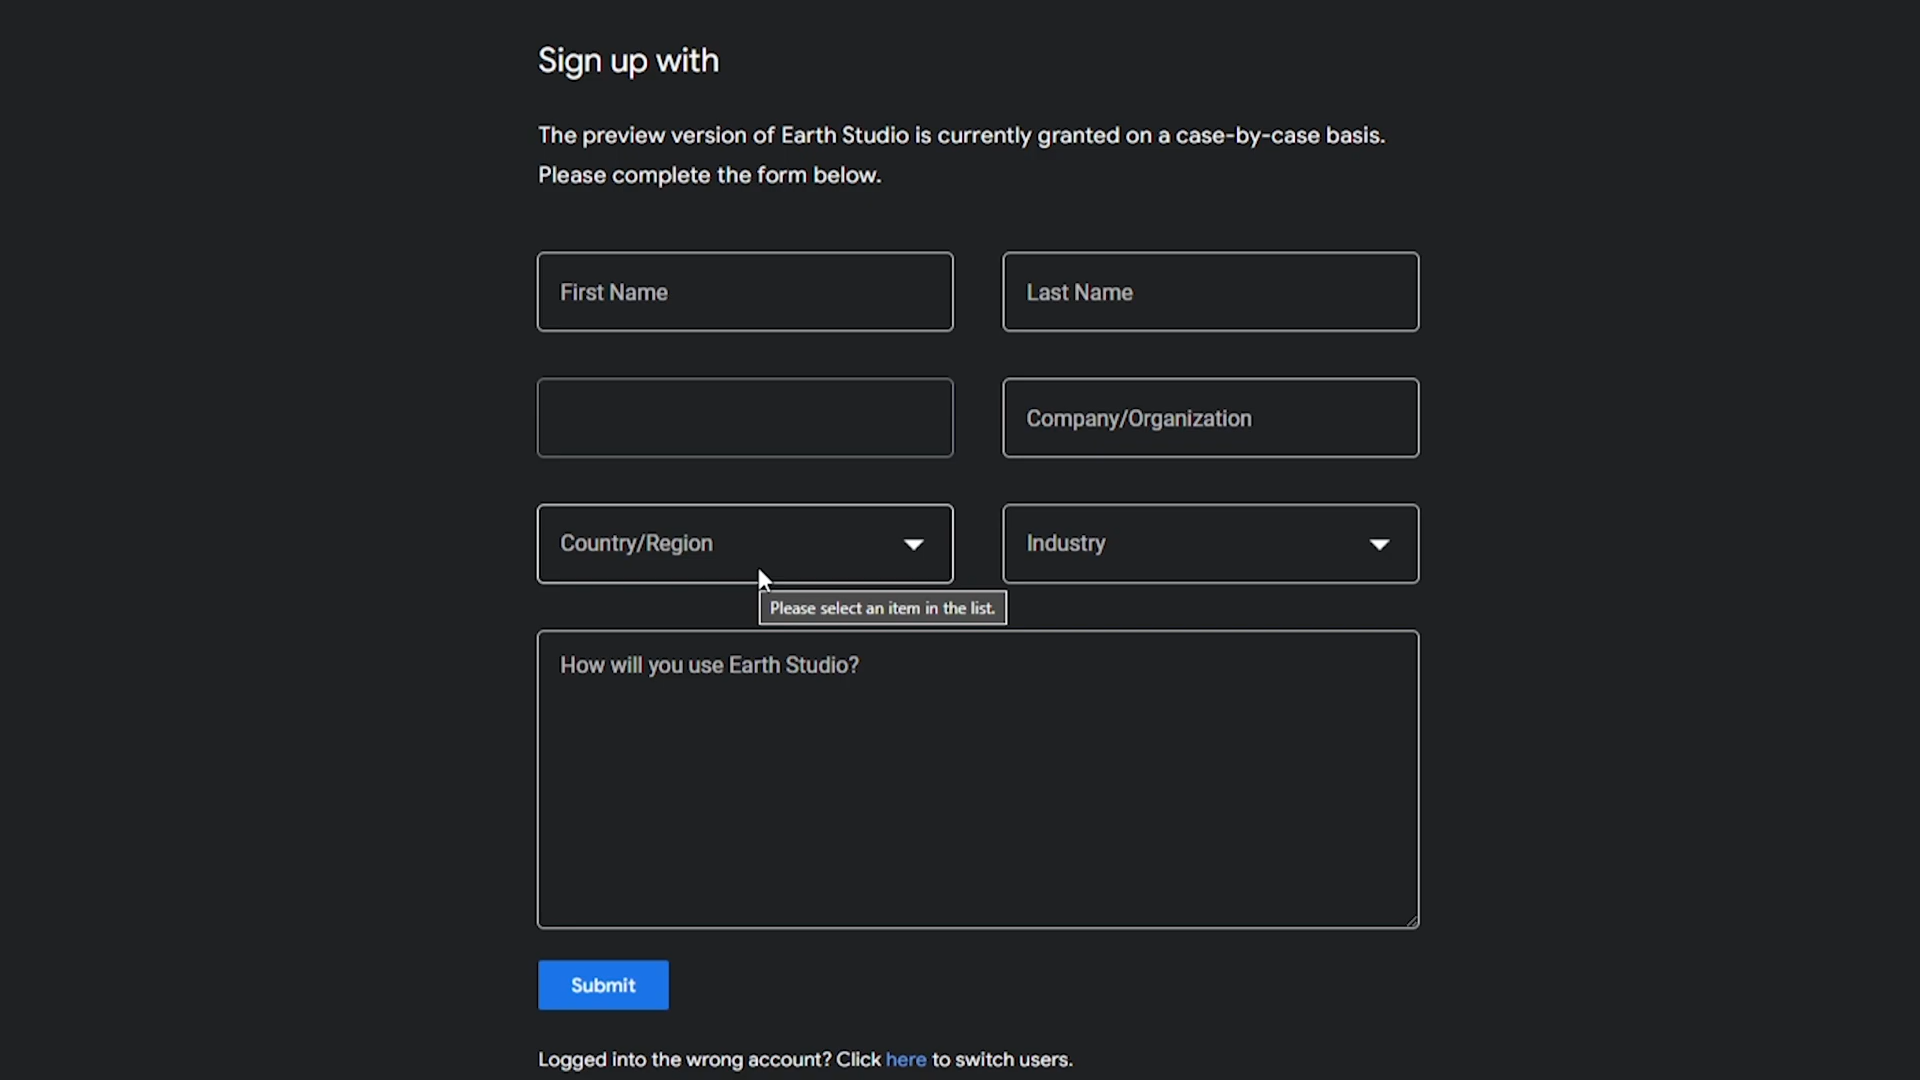 Sign up with
The preview version of Earth Studio is currently granted on a case-by-case basis.
Please complete the form below.
First Name
Last Name
Company/Organization
Country/Region
Industry
Please select an item in the list.
How will you use Earth Studio?
Submit
Logged into the wrong account? Click here to switch users.